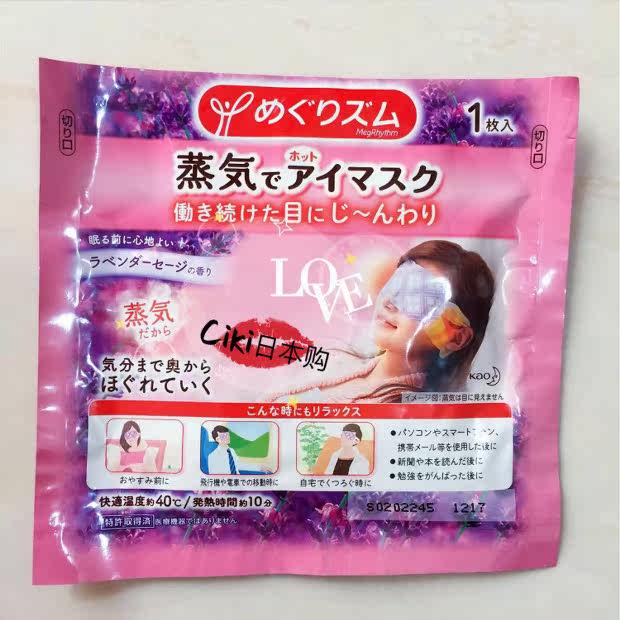 めぐりズム
MegRhythm
1枚入
切り口
切り口
ホット
蒸気でアイマスク
働き続けた目にじ〜んわり
眠る前に心地よい
ラベンダーセージの香り
LOVE
蒸気
だから
Ciki日本购
気分まで奥から
ほぐれていく
Kao
イメージ図:蒸気は目に見えません
こんな時にもリラックス
おやすみ前に
飛行機や電車での移動時に
自宅でくつろぐ時に
●パソコンやスマートフォン、
携帯メール等を使用した後に
●新聞や本を読んだ後に
●勉強をがんばった後に
快適温度約40℃/発熱時間約10分
S0202245 1217
特許取得済 医療機器ではありません